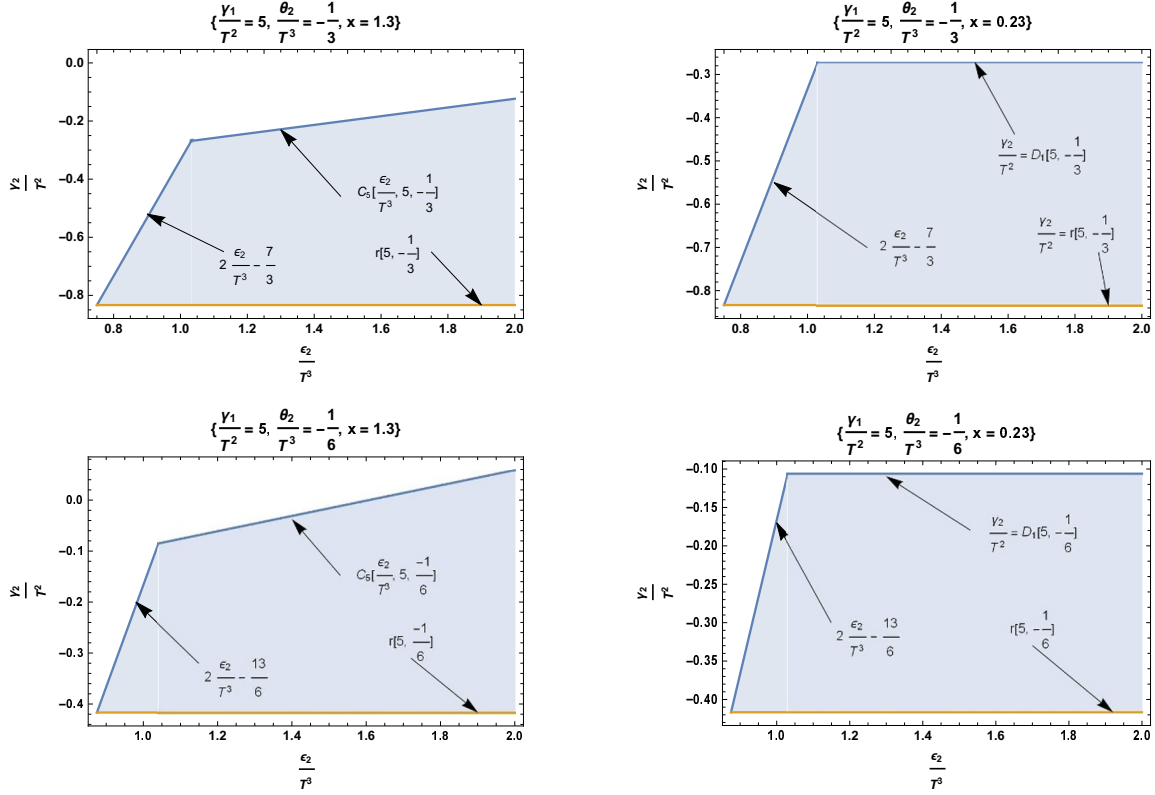 {γ₁/T² = 5, θ₂/T³ = −1/3, x = 1.3}
0.0
−0.2
−0.4
−0.6
−0.8
γ₂/T²
C₅[ϵ₂/T³, 5, −1/3]
r[5, −1/3]
2 ϵ₂/T³ − 7/3
0.8 1.0 1.2 1.4 1.6 1.8 2.0
ϵ₂/T³
{γ₁/T² = 5, θ₂/T³ = −1/3, x = 0.23}
−0.3
−0.4
−0.5
−0.6
−0.7
−0.8
γ₂/T²
γ₂/T² = D₁[5, −1/3]
γ₂/T² = r[5, −1/3]
2 ϵ₂/T³ − 7/3
0.8 1.0 1.2 1.4 1.6 1.8 2.0
ϵ₂/T³
{γ₁/T² = 5, θ₂/T³ = −1/6, x = 1.3}
0.0
−0.1
−0.2
−0.3
−0.4
γ₂/T²
C₅[ϵ₂/T³, 5, −1/6]
r[5, −1/6]
2 ϵ₂/T³ − 13/6
1.0 1.2 1.4 1.6 1.8 2.0
ϵ₂/T³
{γ₁/T² = 5, θ₂/T³ = −1/6, x = 0.23}
−0.10
−0.15
−0.20
−0.25
−0.30
−0.35
−0.40
γ₂/T²
γ₂/T² = D₁[5, −1/6]
r[5, −1/6]
2 ϵ₂/T³ − 13/6
1.0 1.2 1.4 1.6 1.8 2.0
ϵ₂/T³